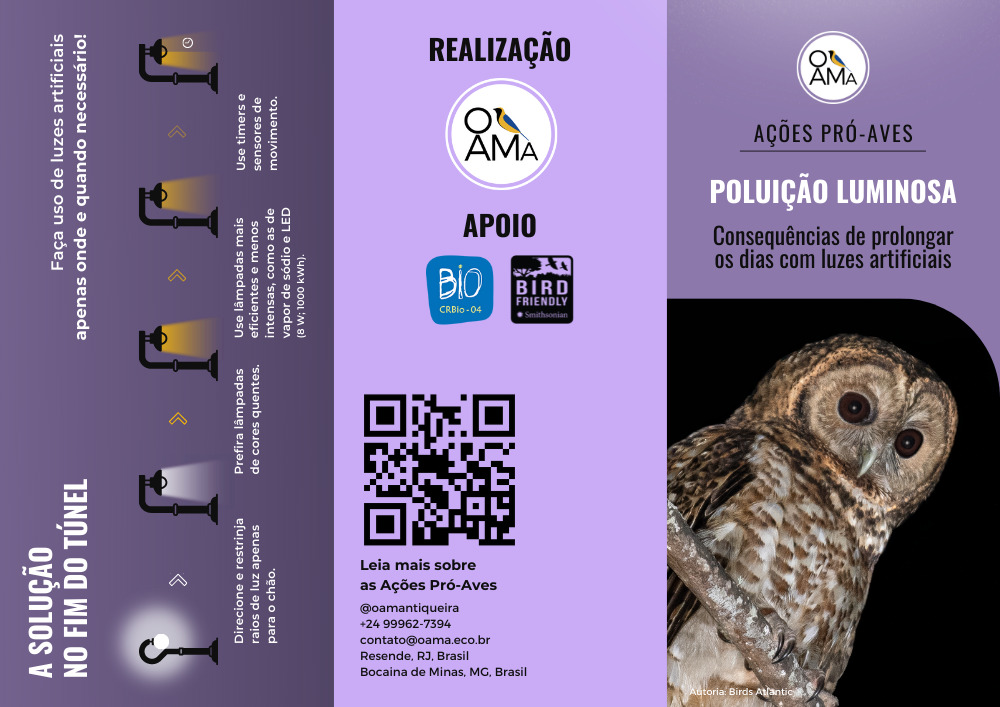 A SOLUÇÃO
NO FIM DO TÚNEL
Faça uso de luzes artificiais
apenas onde e quando necessário!
Direcione e restrinja
raios de luz apenas
para o chão.
Prefira lâmpadas
de cores quentes.
Use lâmpadas mais
eficientes e menos
intensas, como as de
vapor de sódio e LED
(8 W; 1000 kWh).
Use timers e
sensores de
movimento.
REALIZAÇÃO
OAMA
APOIO
BIO
CRBio-04
BIRD
FRIENDLY
Smithsonian
Leia mais sobre
as Ações Pró-Aves
@oamantiqueira
+24 99962-7394
contato@oama.eco.br
Resende, RJ, Brasil
Bocaina de Minas, MG, Brasil
OAMA
AÇÕES PRÓ-AVES
POLUIÇÃO LUMINOSA
Consequências de prolongar
os dias com luzes artificiais
Autoria: Birds Atlantic